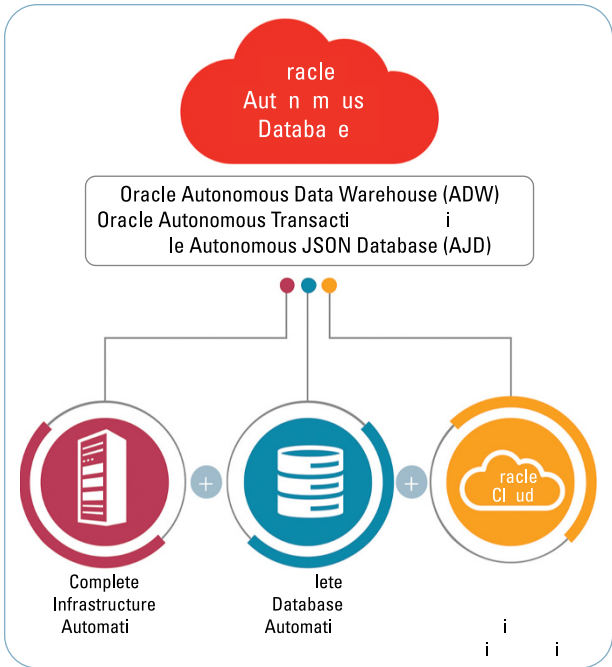 racle
Aut n m us
Databa e
Oracle Autonomous Data Warehouse (ADW)
Oracle Autonomous Transacti i
le Autonomous JSON Database (AJD)
+
+
racle
Cl ud
Complete
Infrastructure
Automati
lete
Database
Automati
i
i i